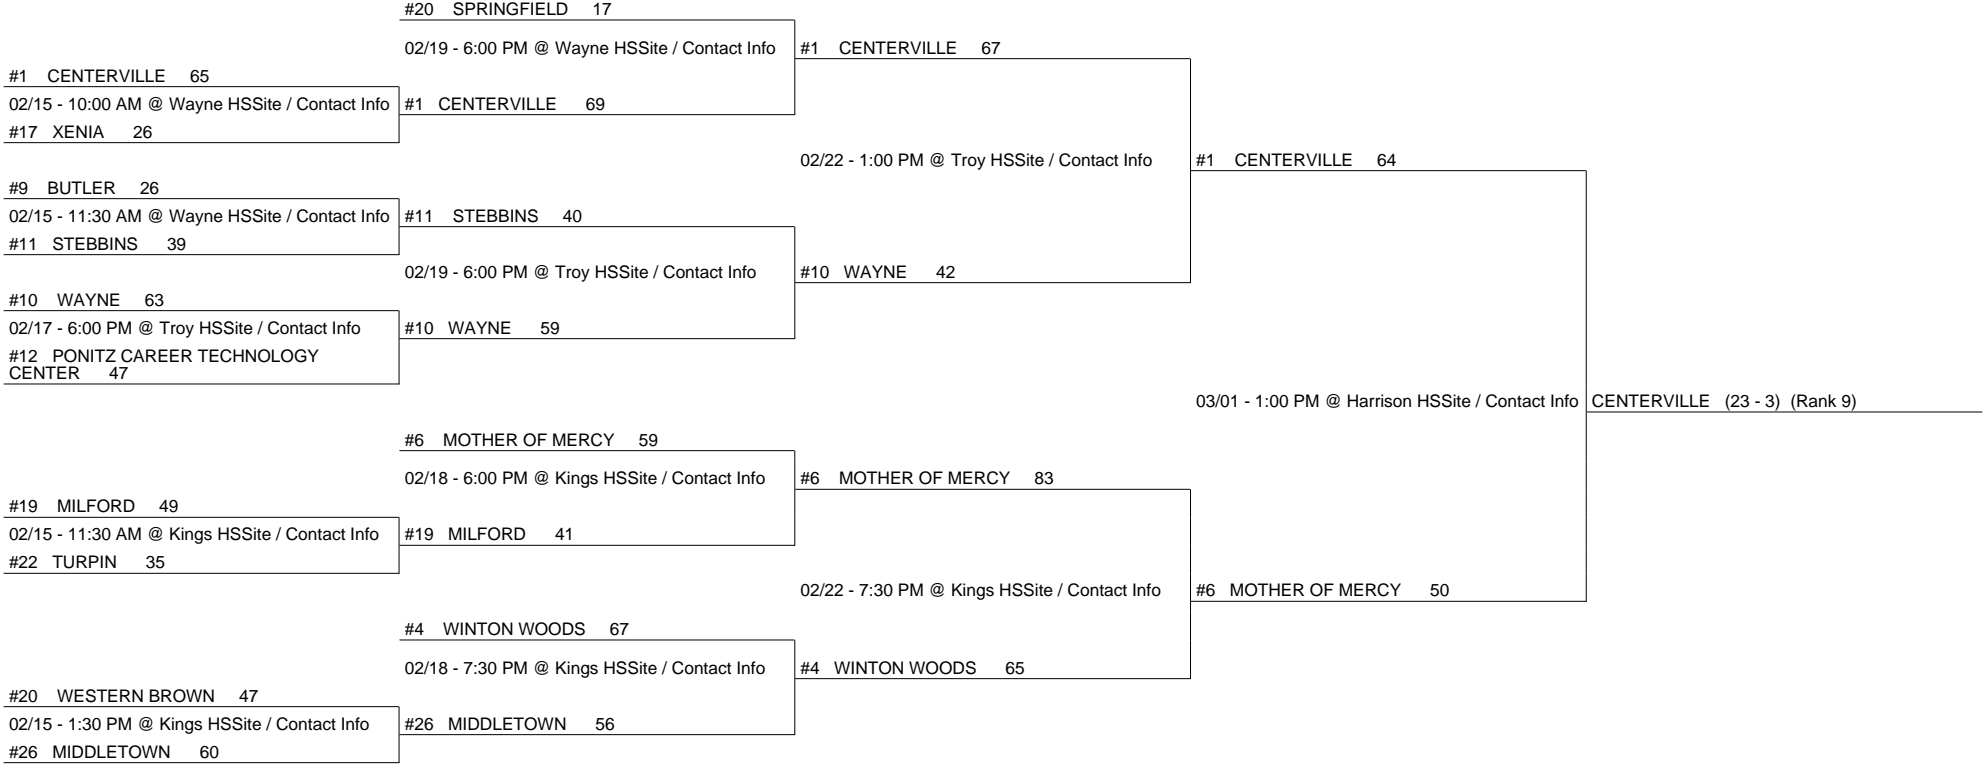 #20 SPRINGFIELD 17
02/19 - 6:00 PM @ Wayne HSSite / Contact Info
#1 CENTERVILLE 67
#1 CENTERVILLE 65
02/15 - 10:00 AM @ Wayne HSSite / Contact Info
#1 CENTERVILLE 69
#17 XENIA 26
02/22 - 1:00 PM @ Troy HSSite / Contact Info
#1 CENTERVILLE 64
#9 BUTLER 26
02/15 - 11:30 AM @ Wayne HSSite / Contact Info
#11 STEBBINS 40
#11 STEBBINS 39
02/19 - 6:00 PM @ Troy HSSite / Contact Info
#10 WAYNE 42
#10 WAYNE 63
02/17 - 6:00 PM @ Troy HSSite / Contact Info
#10 WAYNE 59
#12 PONITZ CAREER TECHNOLOGY
CENTER 47
03/01 - 1:00 PM @ Harrison HSSite / Contact Info
CENTERVILLE (23 - 3) (Rank 9)
#6 MOTHER OF MERCY 59
02/18 - 6:00 PM @ Kings HSSite / Contact Info
#6 MOTHER OF MERCY 83
#19 MILFORD 49
02/15 - 11:30 AM @ Kings HSSite / Contact Info
#19 MILFORD 41
#22 TURPIN 35
02/22 - 7:30 PM @ Kings HSSite / Contact Info
#6 MOTHER OF MERCY 50
#4 WINTON WOODS 67
02/18 - 7:30 PM @ Kings HSSite / Contact Info
#4 WINTON WOODS 65
#20 WESTERN BROWN 47
02/15 - 1:30 PM @ Kings HSSite / Contact Info
#26 MIDDLETOWN 56
#26 MIDDLETOWN 60